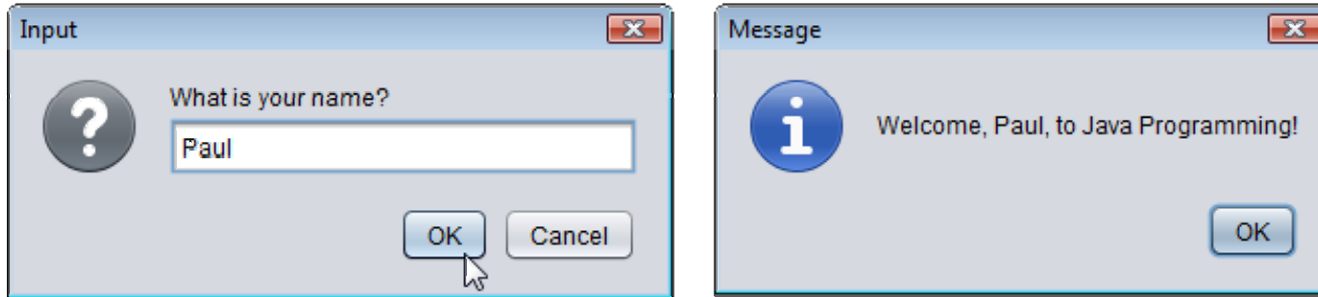 Input
What is your name?
Paul
OK
Cancel
Message
Welcome, Paul, to Java Programming!
OK